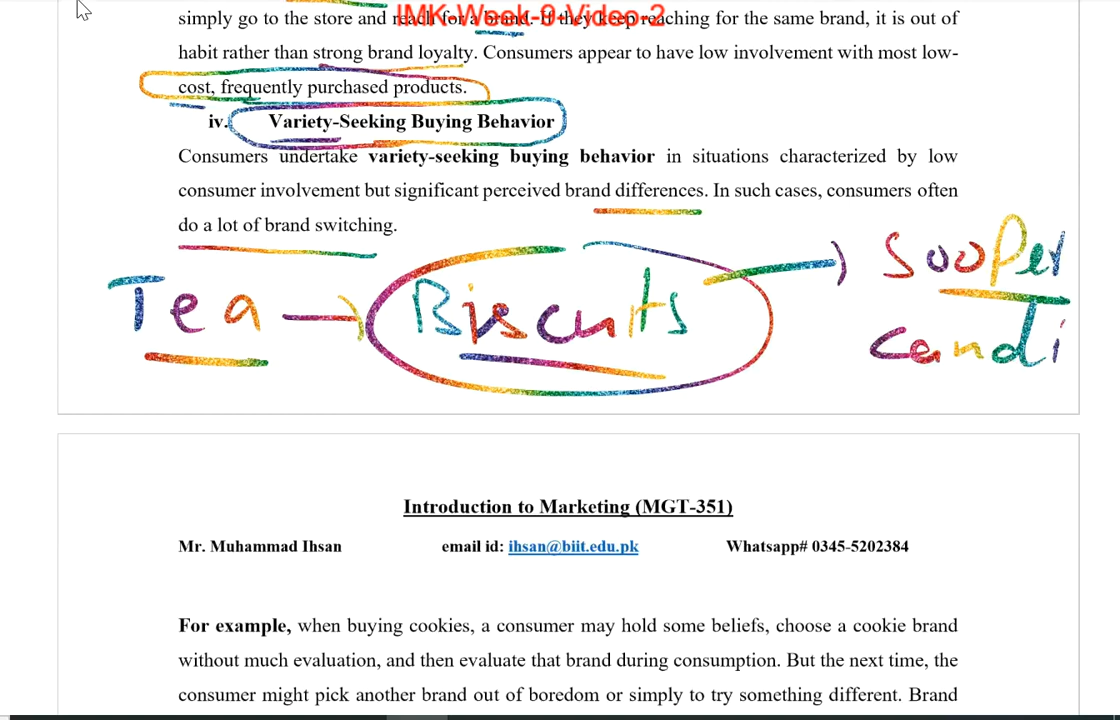 simply go to the store and reach for a brand. If they keep reaching for the same brand, it is out of
IMK-Week-9-Video-2
habit rather than strong brand loyalty. Consumers appear to have low involvement with most low-
cost, frequently purchased products.
iv. Variety-Seeking Buying Behavior
Consumers undertake variety-seeking buying behavior in situations characterized by low
consumer involvement but significant perceived brand differences. In such cases, consumers often
do a lot of brand switching.
Tea → Biscuits → Sooper
candi
Introduction to Marketing (MGT-351)
Mr. Muhammad Ihsan email id: ihsan@biit.edu.pk Whatsapp# 0345-5202384
For example, when buying cookies, a consumer may hold some beliefs, choose a cookie brand
without much evaluation, and then evaluate that brand during consumption. But the next time, the
consumer might pick another brand out of boredom or simply to try something different. Brand